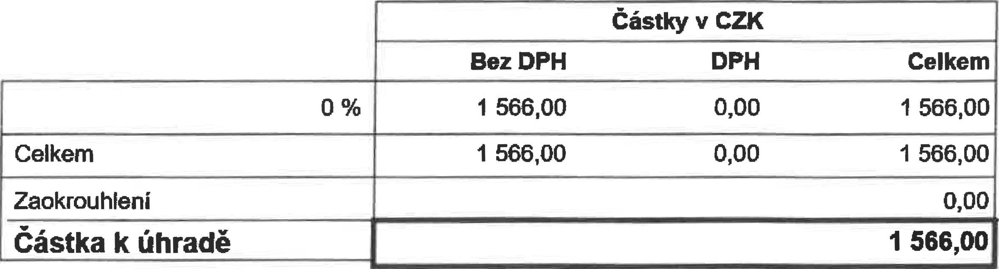 Částky v CZK
Bez DPH DPH Celkem
0 % 1 566,00 0,00 1 566,00
Celkem 1 566,00 0,00 1 566,00
Zaokrouhlení 0,00
Částka k úhradě 1 566,00